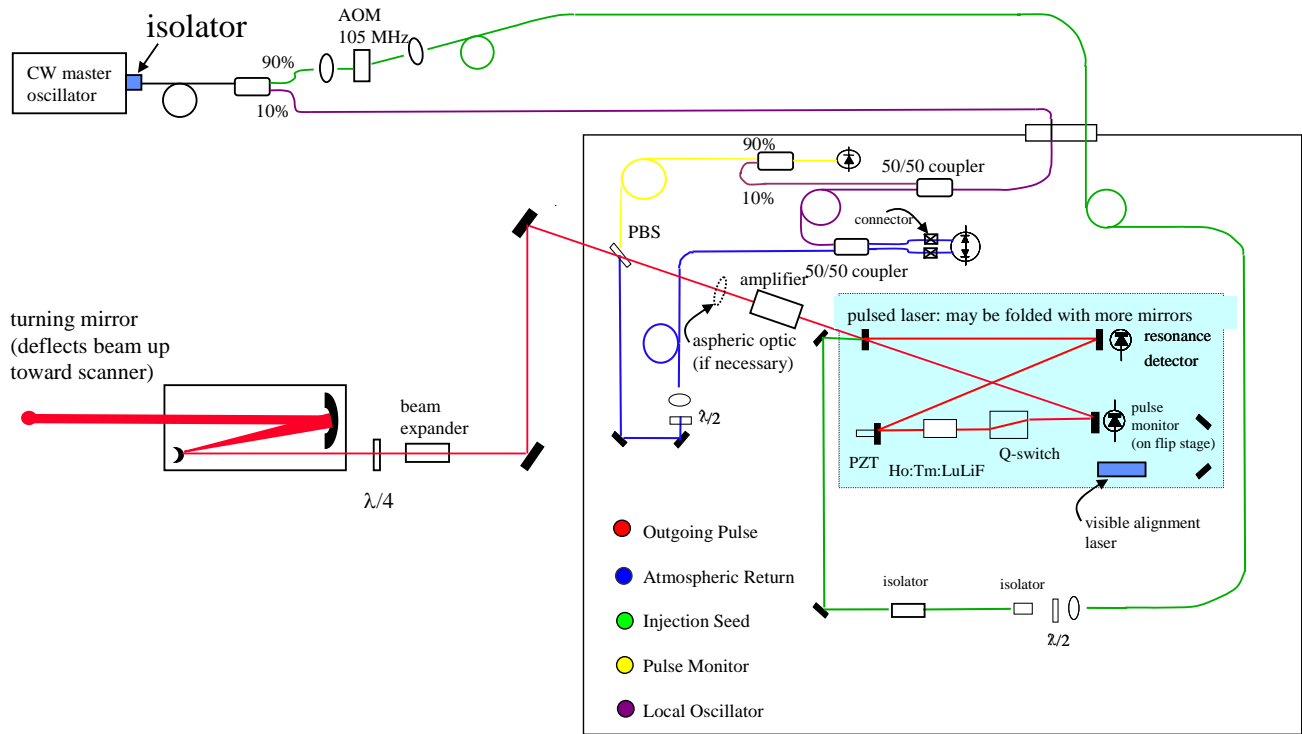 AOM
105 MHz
isolator
CW master
oscillator
90%
10%
90%
50/50 coupler
10%
connector
PBS
50/50 coupler
amplifier
pulsed laser: may be folded with more mirrors
turning mirror
(deflects beam up
toward scanner)
aspheric optic
(if necessary)
resonance
detector
beam
expander
λ/2
pulse
monitor
(on flip stage)
Q-switch
PZT
Ho:Tm:LuLiF
λ/4
visible alignment
laser
Outgoing Pulse
Atmospheric Return
Injection Seed
Pulse Monitor
Local Oscillator
isolator
isolator
λ/2